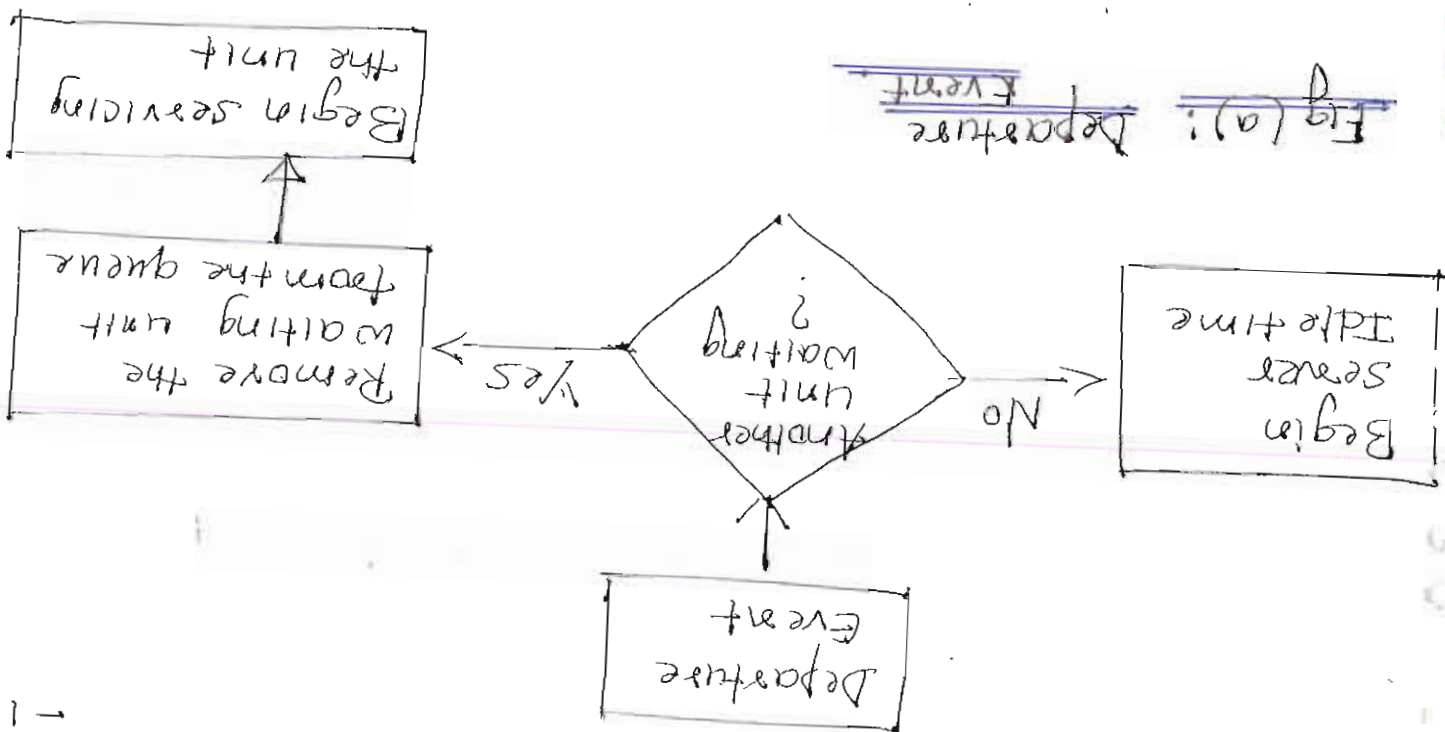 Departure
Event
Another
unit
waiting
?
No
Yes
Begin
server
Idle time
Remove the
waiting unit
from the queue
Begin servicing
the unit
Fig (a): Departure
Event
- 1